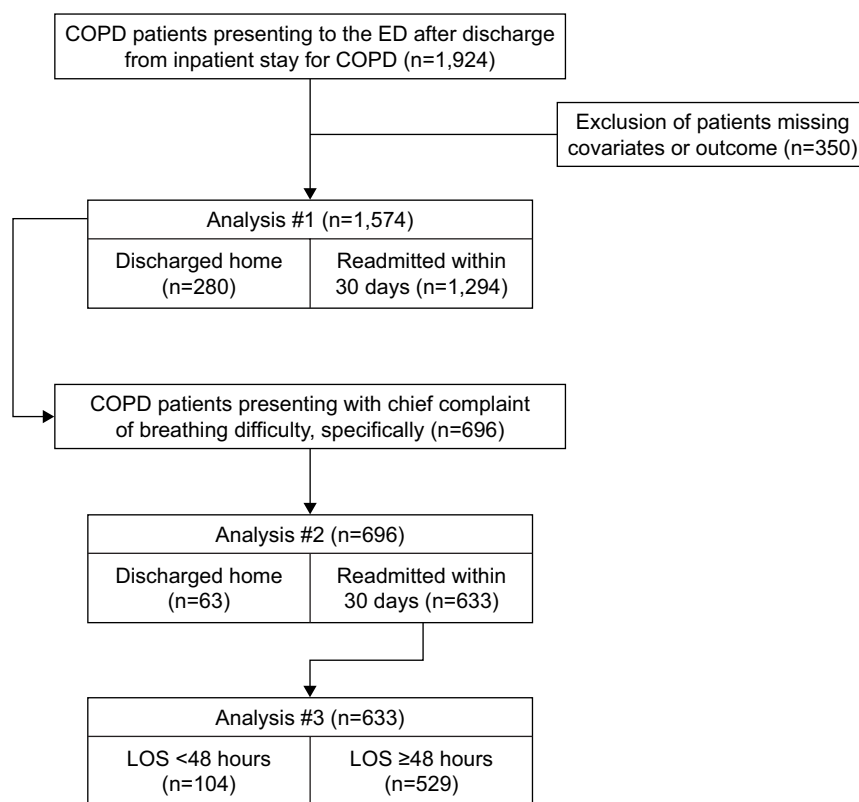 COPD patients presenting to the ED after discharge
from inpatient stay for COPD (n=1,924)
Exclusion of patients missing
covariates or outcome (n=350)
Analysis #1 (n=1,574)
Discharged home
(n=280)
Readmitted within
30 days (n=1,294)
COPD patients presenting with chief complaint
of breathing difficulty, specifically (n=696)
Analysis #2 (n=696)
Discharged home
(n=63)
Readmitted within
30 days (n=633)
Analysis #3 (n=633)
LOS <48 hours
(n=104)
LOS ≥48 hours
(n=529)